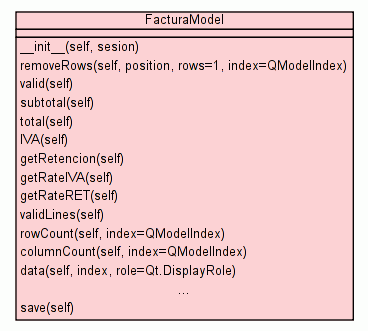 FacturaModel
__init__(self, sesion)
removeRows(self, position, rows=1, index=QModelIndex)
valid(self)
subtotal(self)
total(self)
IVA(self)
getRetencion(self)
getRateIVA(self)
getRateRET(self)
validLines(self)
rowCount(self, index=QModelIndex)
columnCount(self, index=QModelIndex)
data(self, index, role=Qt.DisplayRole)
...
save(self)